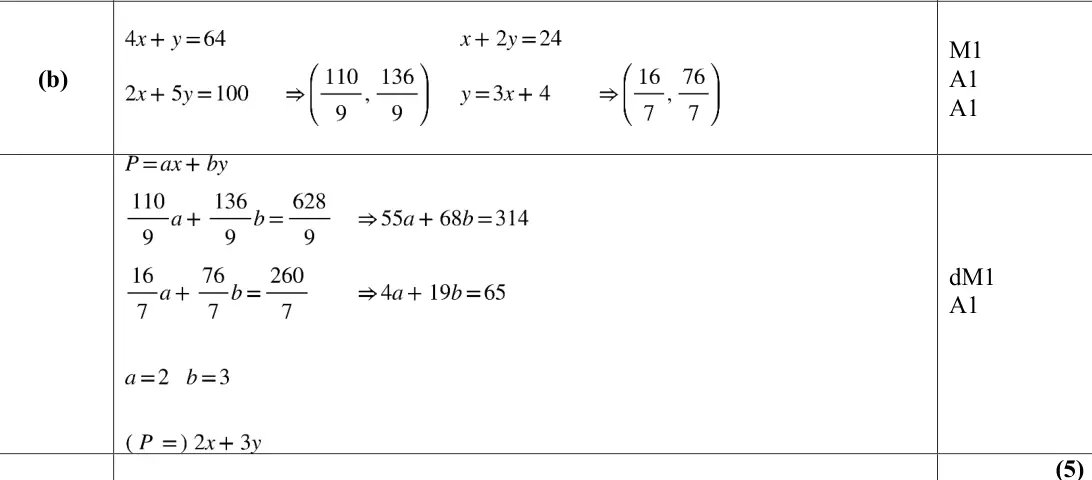 4x + y = 64    x + 2y = 24    M1
(b)    2x + 5y = 100    ⇒ (110/9, 136/9)    y = 3x + 4    ⇒ (16/7, 76/7)    A1
A1
P = ax + by
110/9 a + 136/9 b = 628/9    ⇒ 55a + 68b = 314
16/7 a + 76/7 b = 260/7    ⇒ 4a + 19b = 65    dM1
A1
a = 2   b = 3
( P = ) 2x + 3y
(5)